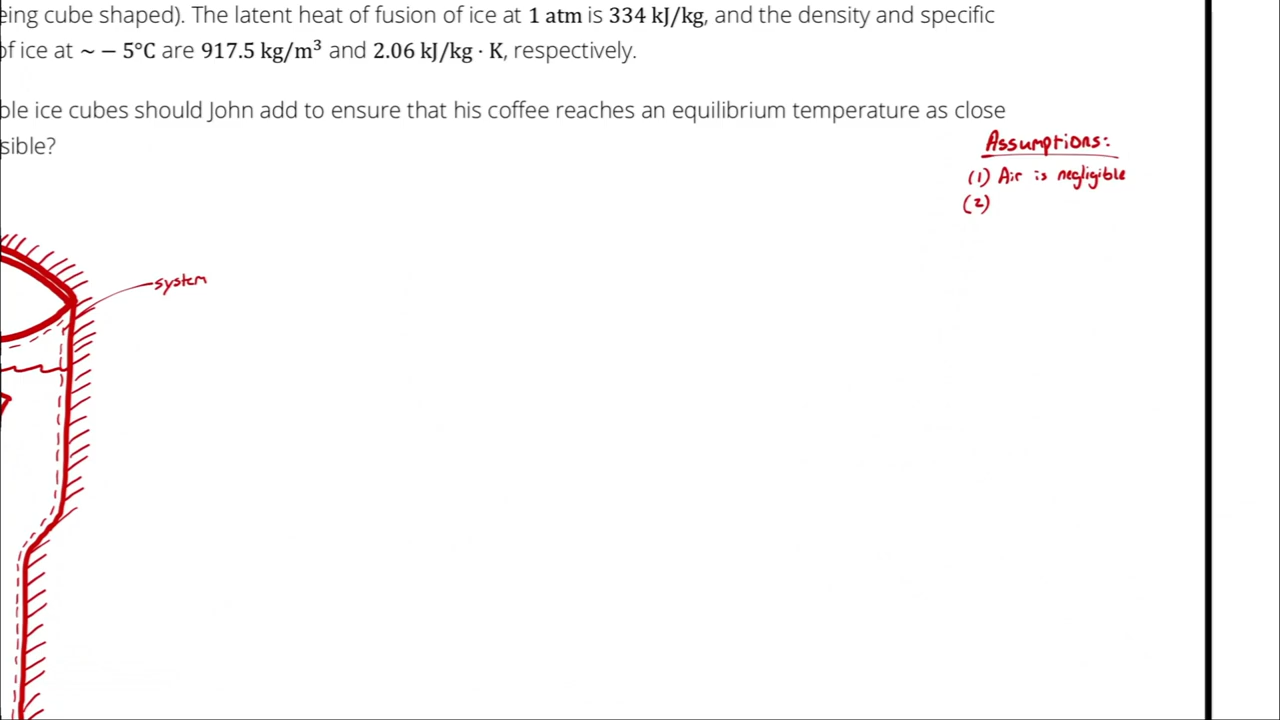 eing cube shaped). The latent heat of fusion of ice at 1 atm is 334 kJ/kg, and the density and specific
of ice at ~ − 5°C are 917.5 kg/m³ and 2.06 kJ/kg · K, respectively.
ble ice cubes should John add to ensure that his coffee reaches an equilibrium temperature as close
sible?
Assumptions:
(1) Air is negligible
(2)
system